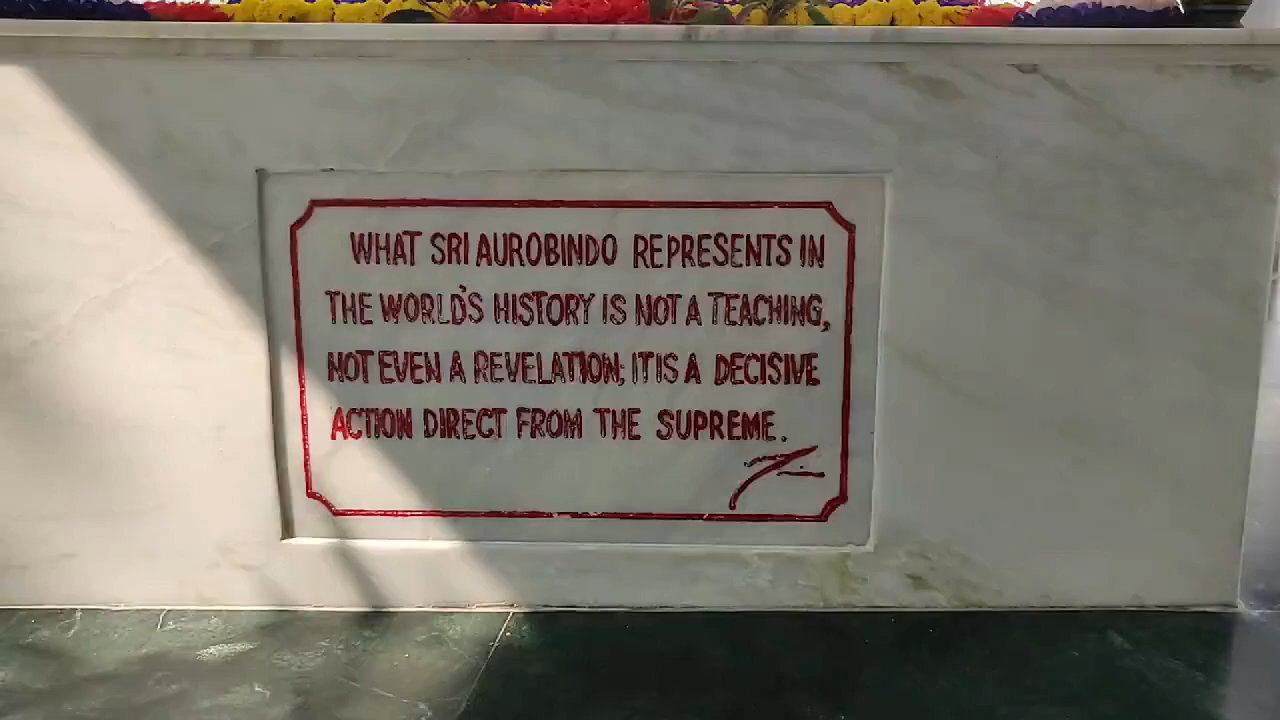 WHAT SRI AUROBINDO REPRESENTS IN
THE WORLD'S HISTORY IS NOT A TEACHING,
NOT EVEN A REVELATION; IT IS A DECISIVE
ACTION DIRECT FROM THE SUPREME.